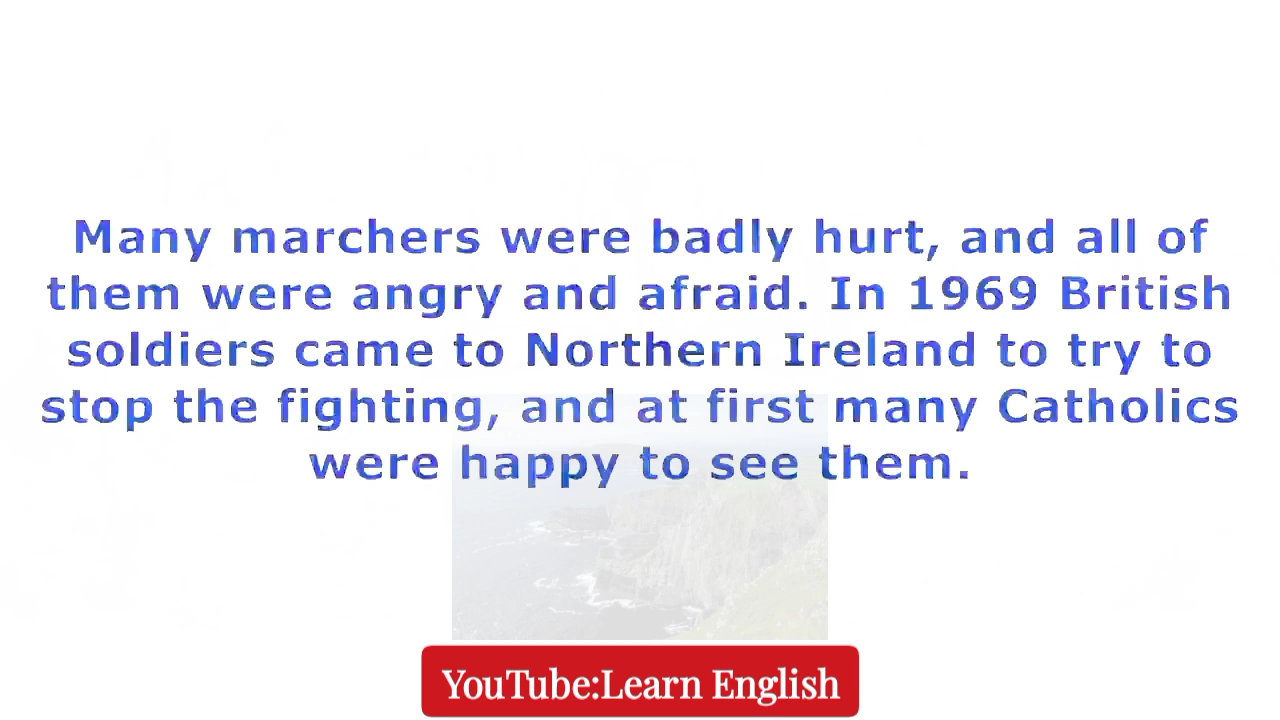 Many marchers were badly hurt, and all of
them were angry and afraid. In 1969 British
soldiers came to Northern Ireland to try to
stop the fighting, and at first many Catholics
were happy to see them.
YouTube:Learn English